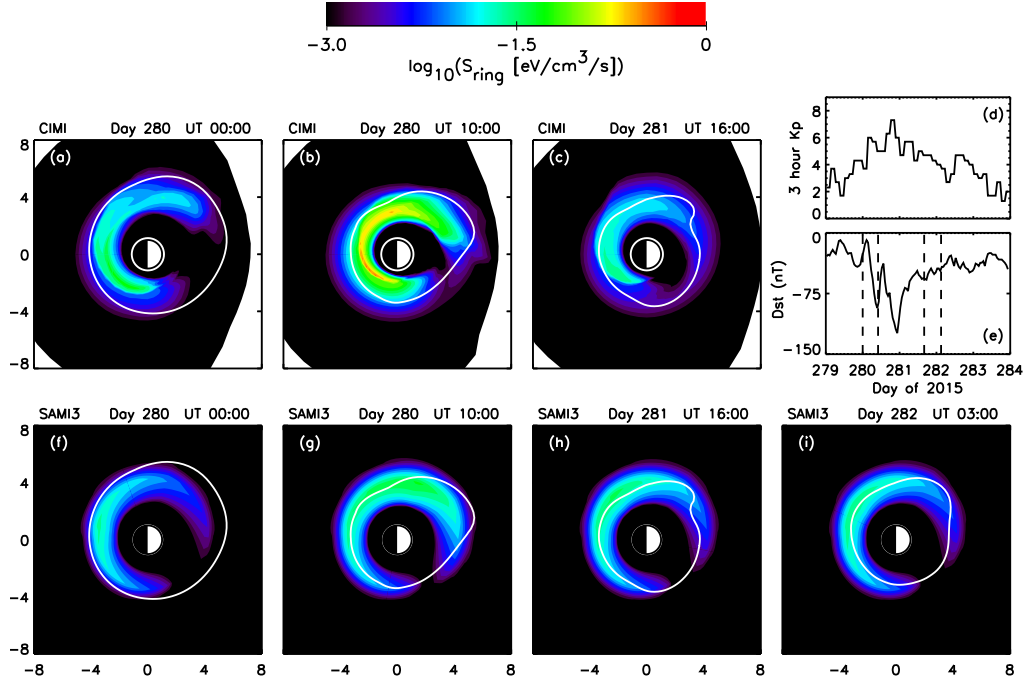 −3.0 −1.5 0
log10(Sring [eV/cm3/s])
CIMI Day 280 UT 00:00
CIMI Day 280 UT 10:00
CIMI Day 281 UT 16:00
(a)
(b)
(c)
8
4
0
−4
−8
(d)
3 hour Kp
8
6
4
2
0
(e)
Dst (nT)
0
−75
−150
279 280 281 282 283 284
Day of 2015
SAMI3 Day 280 UT 00:00
SAMI3 Day 280 UT 10:00
SAMI3 Day 281 UT 16:00
SAMI3 Day 282 UT 03:00
(f)
(g)
(h)
(i)
8
4
0
−4
−8
−8 −4 0 4 8
−4 0 4 8
−4 0 4 8
−4 0 4 8